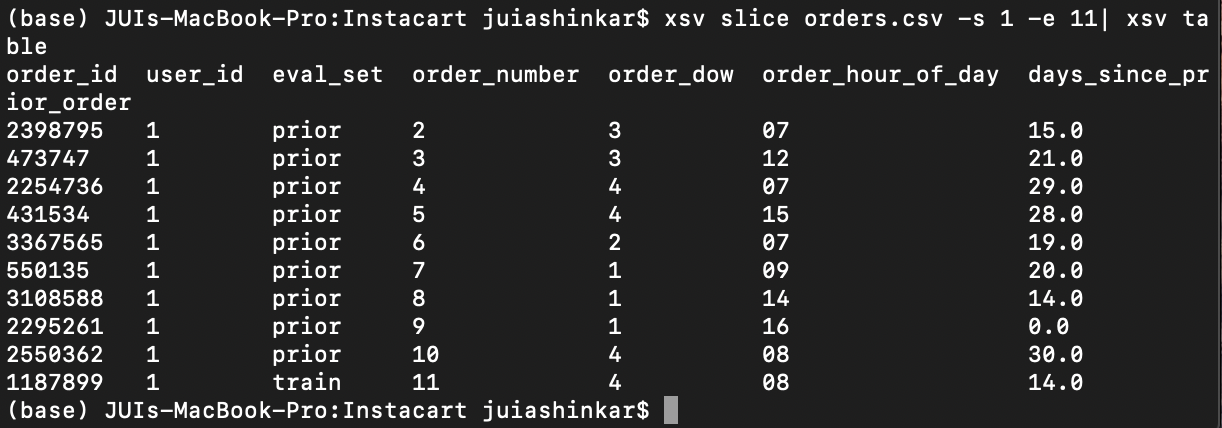 (base) JUIs-MacBook-Pro:Instacart juiashinkar$ xsv slice orders.csv -s 1 -e 11| xsv ta
ble
order_id  user_id  eval_set  order_number  order_dow  order_hour_of_day  days_since_pr
ior_order
2398795   1        prior     2             3          07                 15.0
473747    1        prior     3             3          12                 21.0
2254736   1        prior     4             4          07                 29.0
431534    1        prior     5             4          15                 28.0
3367565   1        prior     6             2          07                 19.0
550135    1        prior     7             1          09                 20.0
3108588   1        prior     8             1          14                 14.0
2295261   1        prior     9             1          16                 0.0
2550362   1        prior     10            4          08                 30.0
1187899   1        train     11            4          08                 14.0
(base) JUIs-MacBook-Pro:Instacart juiashinkar$